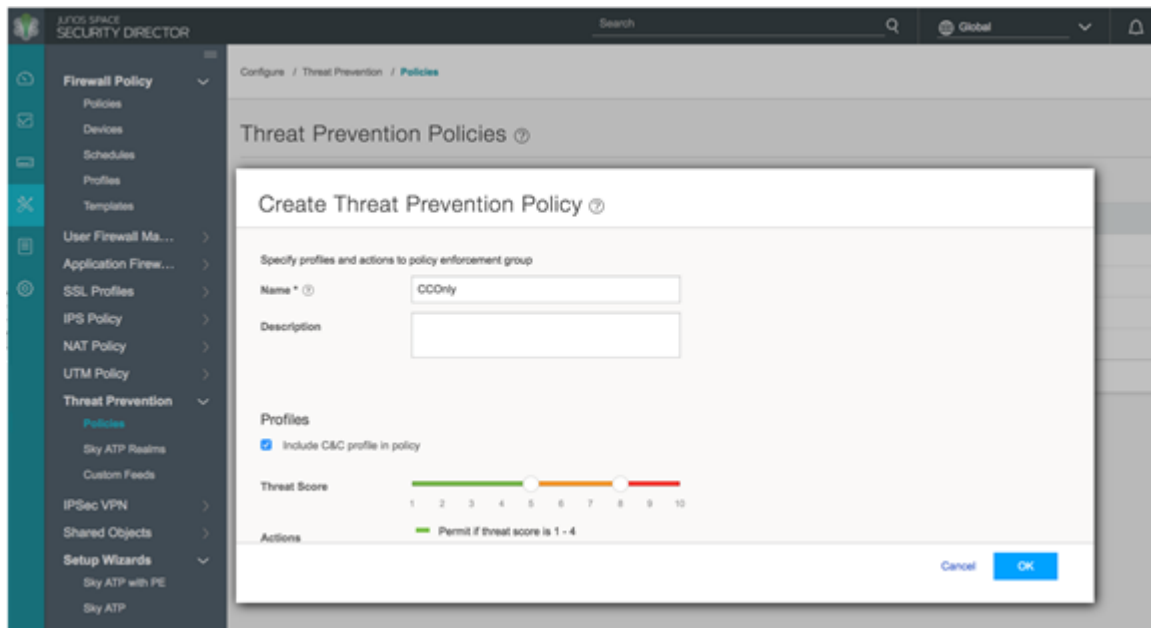 JUNOS SPACE
SECURITY DIRECTOR
Search
Global
Firewall Policy
Policies
Devices
Schedules
Profiles
Templates
User Firewall Ma...
Application Firew...
SSL Profiles
IPS Policy
NAT Policy
UTM Policy
Threat Prevention
Policies
Sky ATP Realms
Custom Feeds
IPSec VPN
Shared Objects
Setup Wizards
Sky ATP with PE
Sky ATP
Configure / Threat Prevention / Policies
Threat Prevention Policies ?
Create Threat Prevention Policy ?
Specify profiles and actions to policy enforcement group
Name * ? CCOnly
Description
Profiles
Include C&C profile in policy
Threat Score
1 2 3 4 5 6 7 8 9 10
Actions Permit if threat score is 1 - 4
Cancel OK